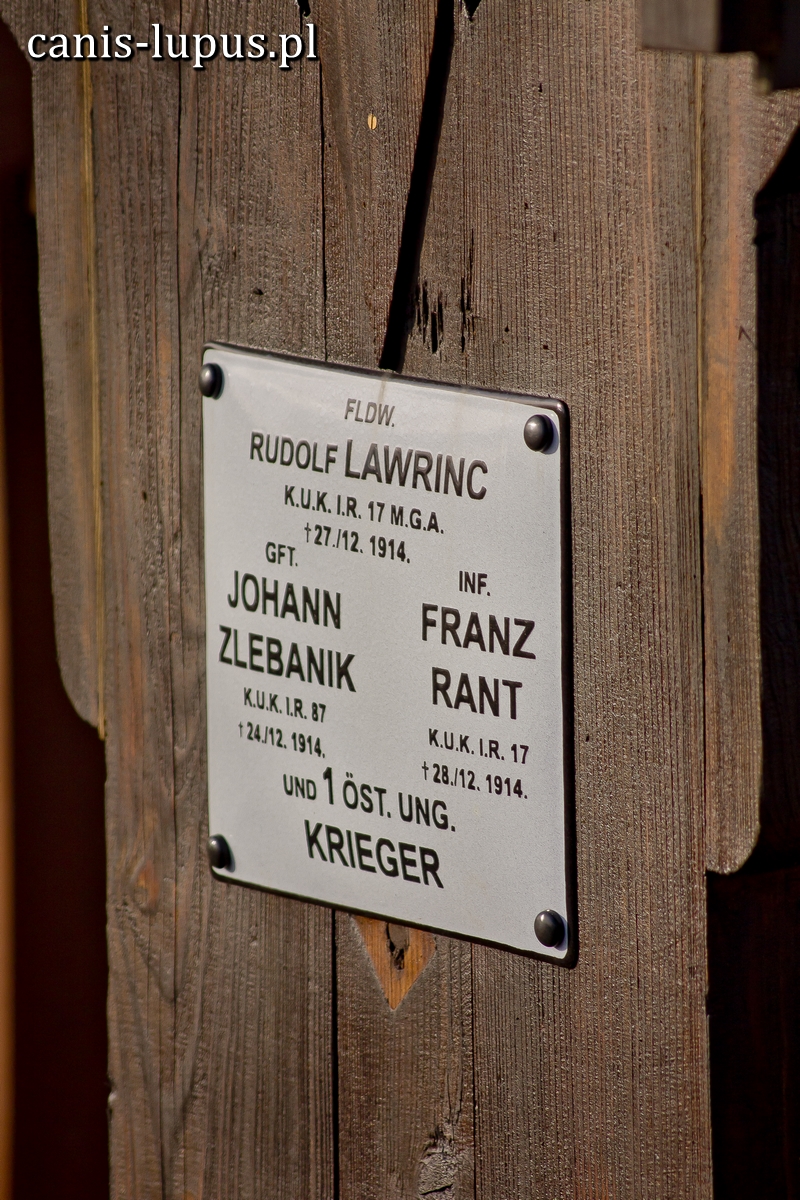 canis-lupus.pl
FLDW.
RUDOLF LAWRINC
K.U.K. I.R. 17 M.G.A.
†27./12. 1914.
GFT.
JOHANN
ZLEBANIK
K.U.K. I.R. 87
†24./12. 1914.
INF.
FRANZ
RANT
K.U.K. I.R. 17
†28./12. 1914.
UND 1 ÖST. UNG.
KRIEGER